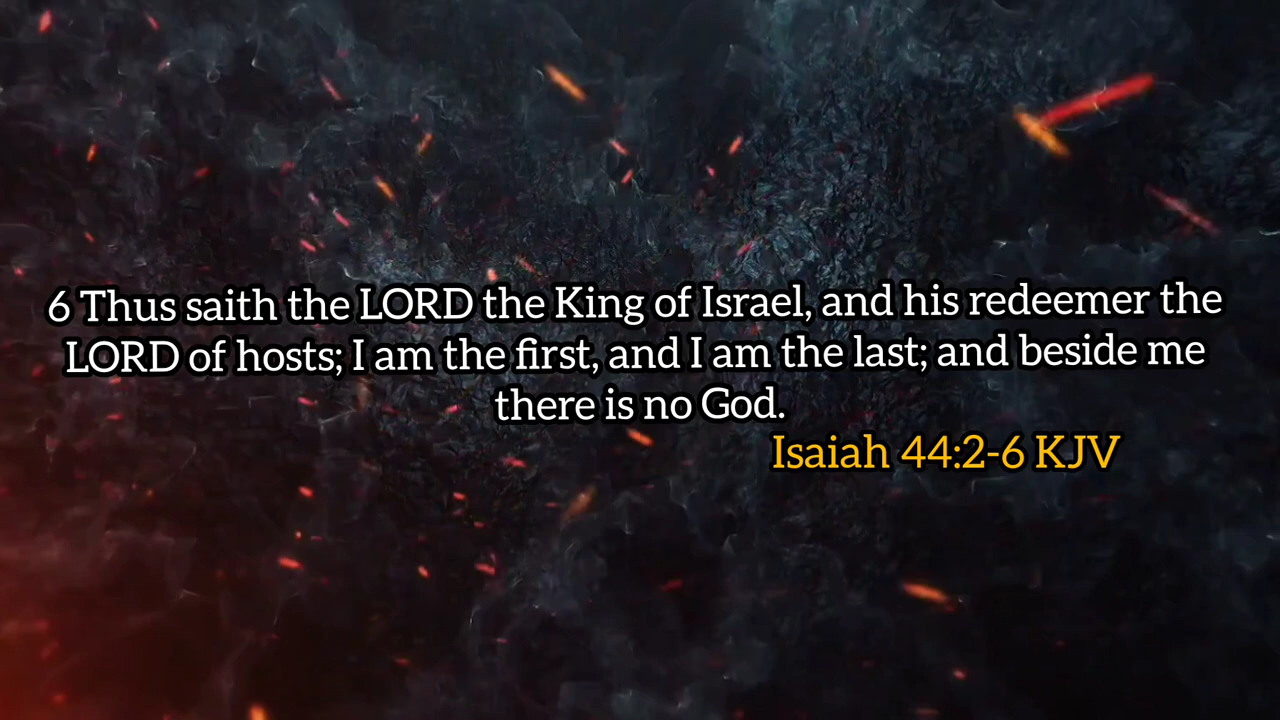 6 Thus saith the LORD the King of Israel, and his redeemer the
LORD of hosts; I am the first, and I am the last; and beside me
there is no God.
Isaiah 44:2-6 KJV